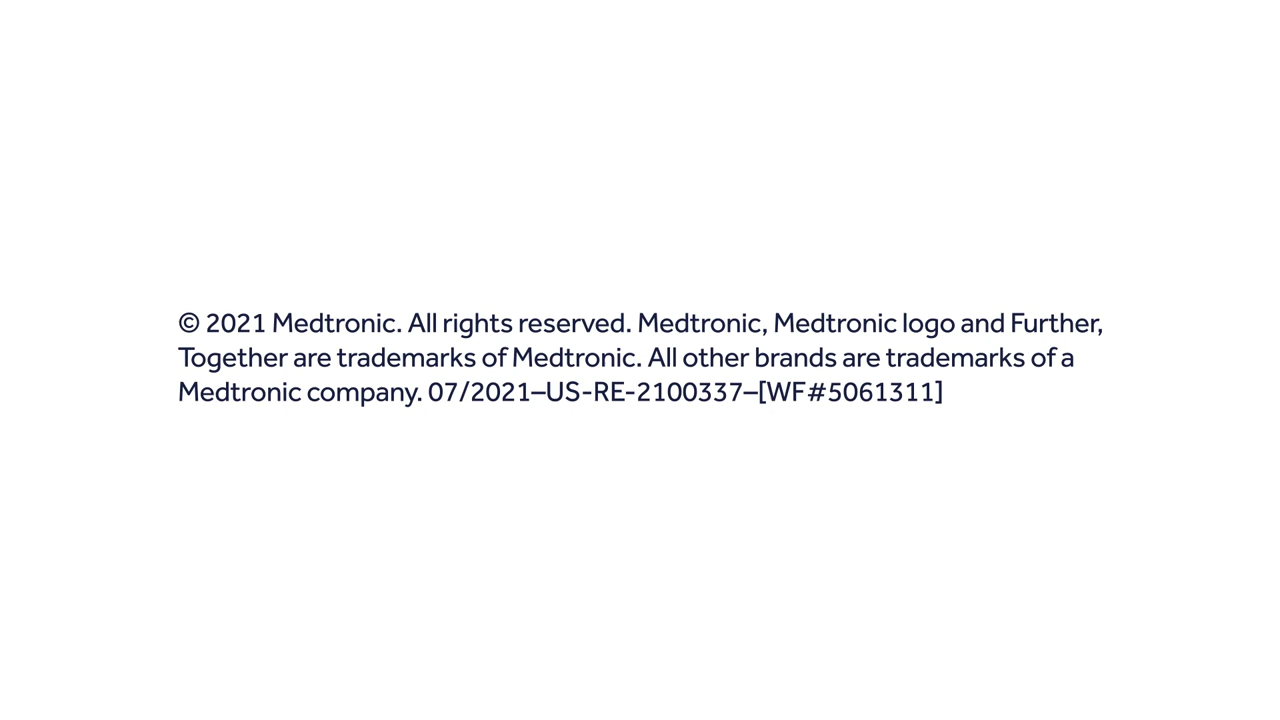 © 2021 Medtronic. All rights reserved. Medtronic, Medtronic logo and Further,
Together are trademarks of Medtronic. All other brands are trademarks of a
Medtronic company. 07/2021–US-RE-2100337–[WF#5061311]